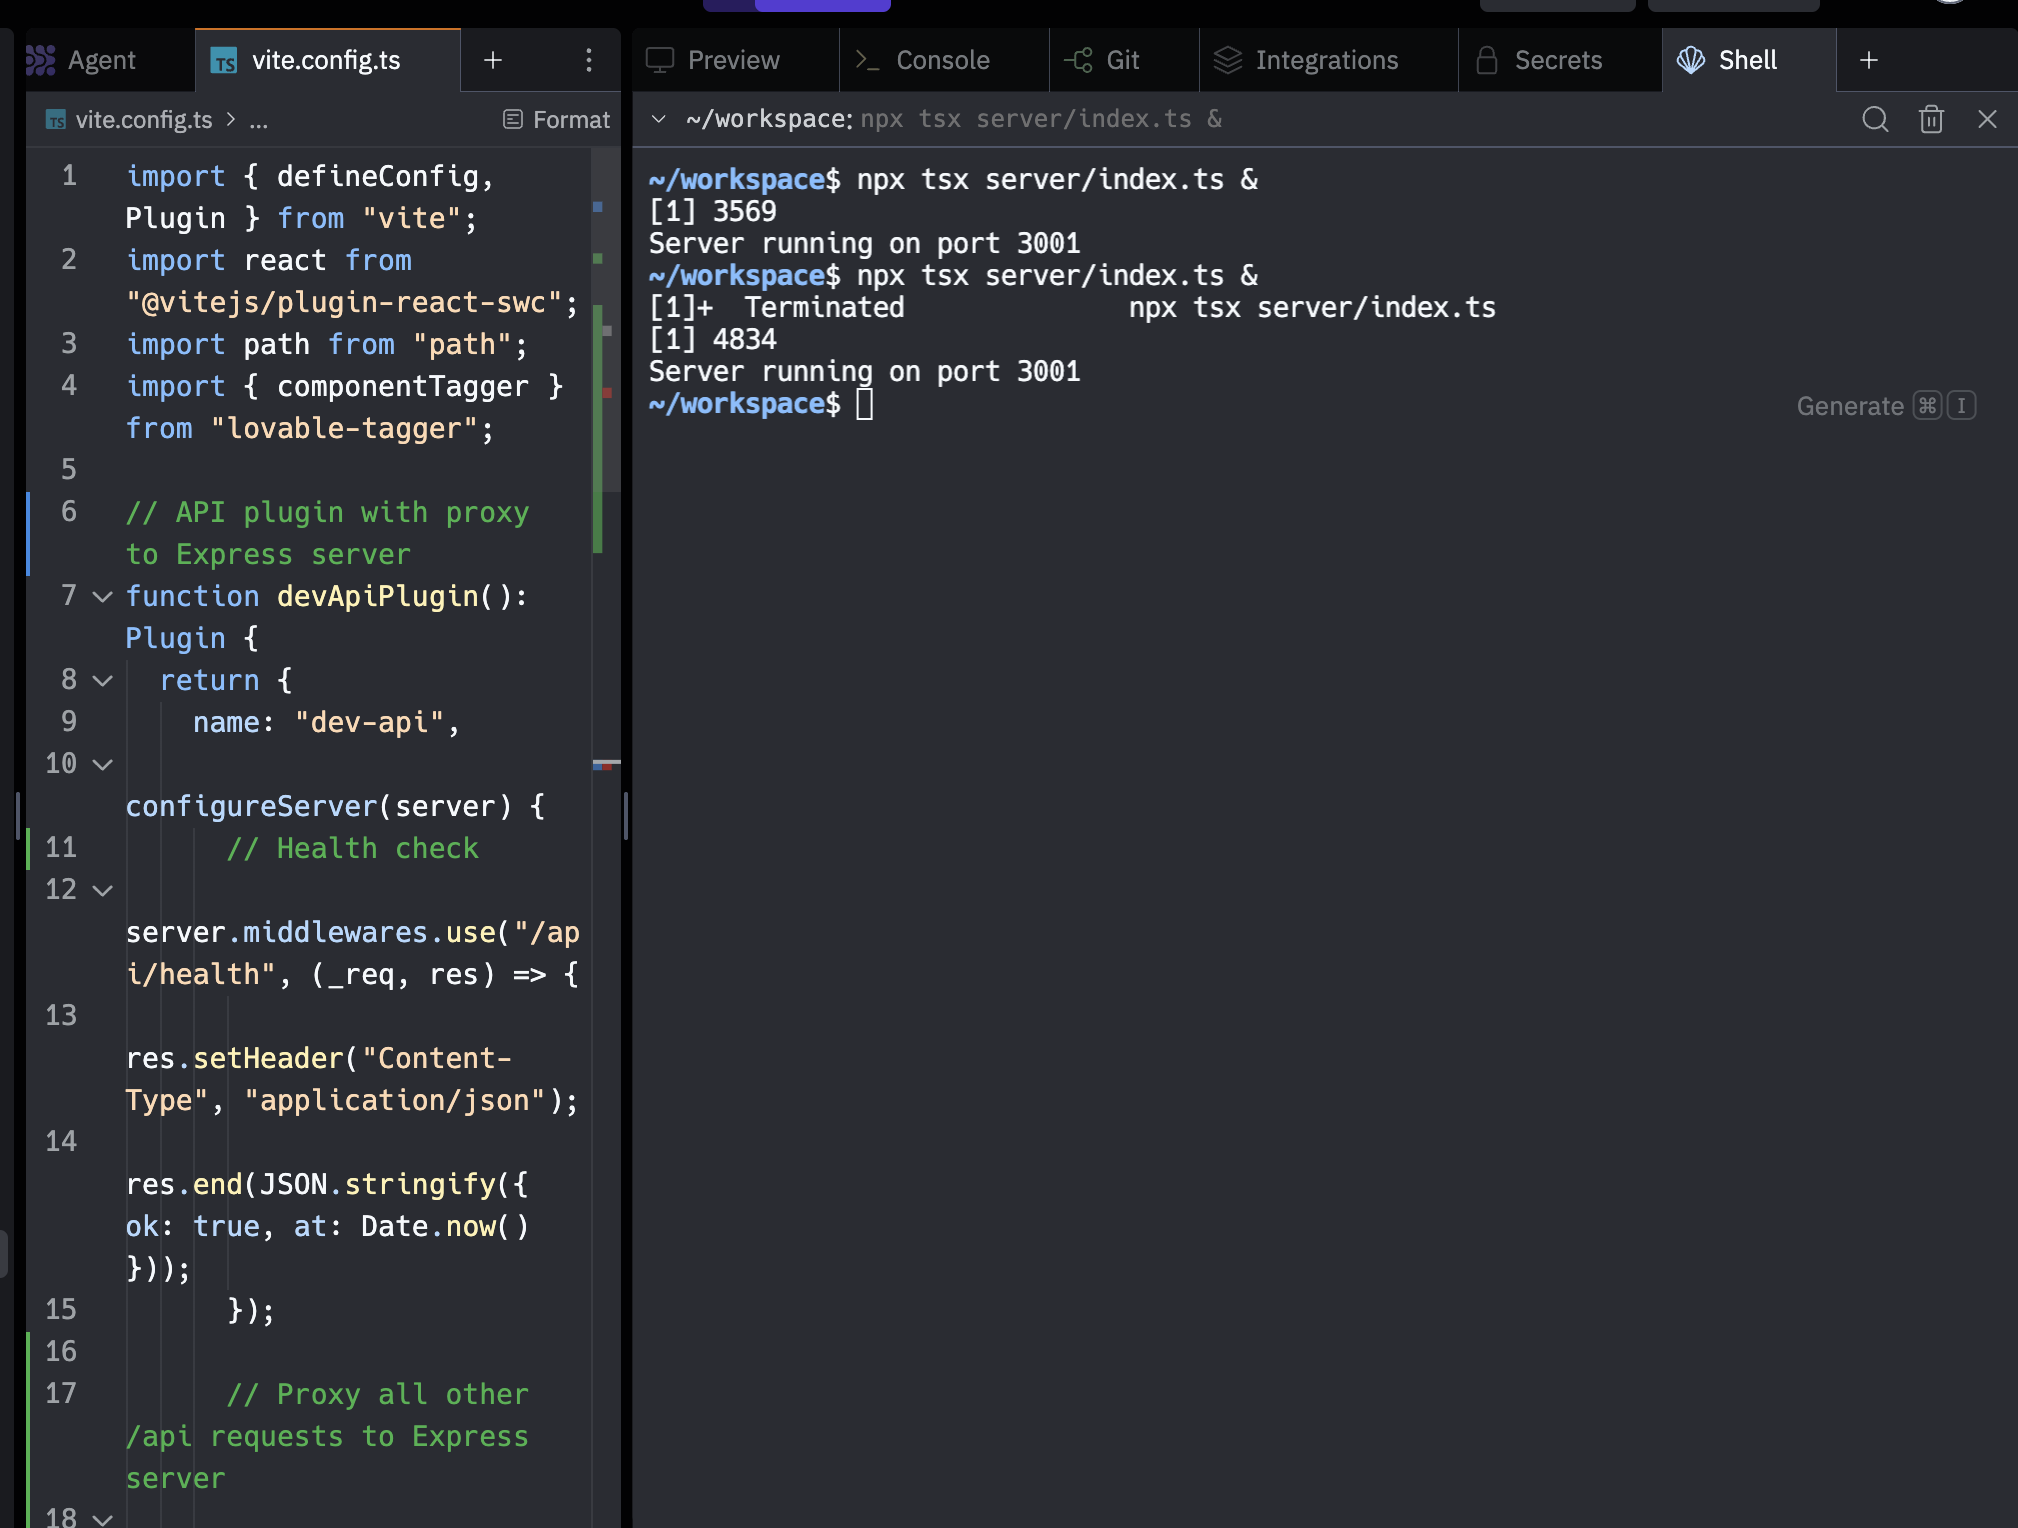 Agent
vite.config.ts
vite.config.ts > ...
Format
1 import { defineConfig,
Plugin } from "vite";
2 import react from
"@vitejs/plugin-react-swc";
3 import path from "path";
4 import { componentTagger }
from "lovable-tagger";
5
6 // API plugin with proxy
to Express server
7 function devApiPlugin():
Plugin {
8 return {
9 name: "dev-api",
10
configureServer(server) {
11 // Health check
12
server.middlewares.use("/ap
i/health", (_req, res) => {
13
res.setHeader("Content-
Type", "application/json");
14
res.end(JSON.stringify({
ok: true, at: Date.now()
}));
15 });
16
17 // Proxy all other
/api requests to Express
server
18
Preview
Console
Git
Integrations
Secrets
Shell
~/workspace: npx tsx server/index.ts &
~/workspace$ npx tsx server/index.ts &
[1] 3569
Server running on port 3001
~/workspace$ npx tsx server/index.ts &
[1]+  Terminated              npx tsx server/index.ts
[1] 4834
Server running on port 3001
~/workspace$
Generate ⌘ I